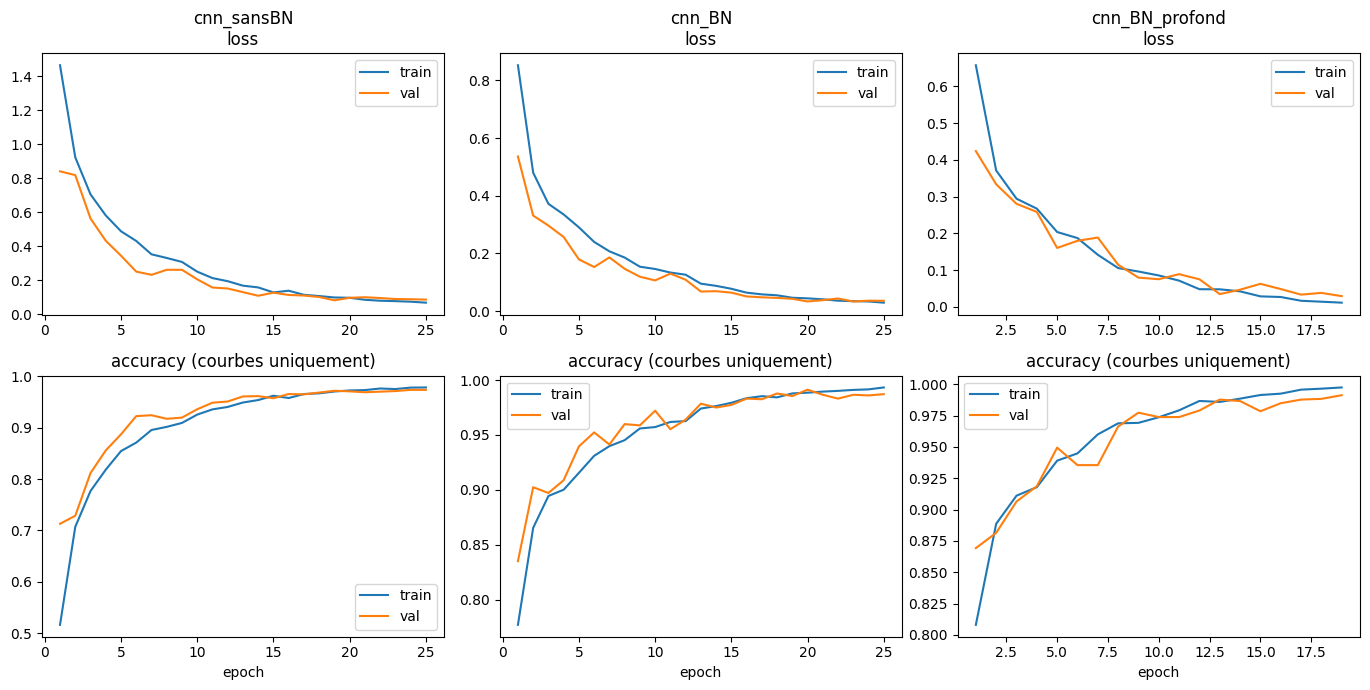 cnn_sansBN
loss
cnn_BN
loss
cnn_BN_profond
loss
train
val
train
val
train
val
1.4
1.2
1.0
0.8
0.6
0.4
0.2
0.0
0.8
0.6
0.4
0.2
0.0
0.6
0.5
0.4
0.3
0.2
0.1
0.0
0 5 10 15 20 25
0 5 10 15 20 25
2.5 5.0 7.5 10.0 12.5 15.0 17.5
accuracy (courbes uniquement)
accuracy (courbes uniquement)
accuracy (courbes uniquement)
1.0
0.9
0.8
0.7
0.6
0.5
train
val
1.00
0.95
0.90
0.85
0.80
train
val
1.000
0.975
0.950
0.925
0.900
0.875
0.850
0.825
0.800
train
val
0 5 10 15 20 25
0 5 10 15 20 25
2.5 5.0 7.5 10.0 12.5 15.0 17.5
epoch
epoch
epoch